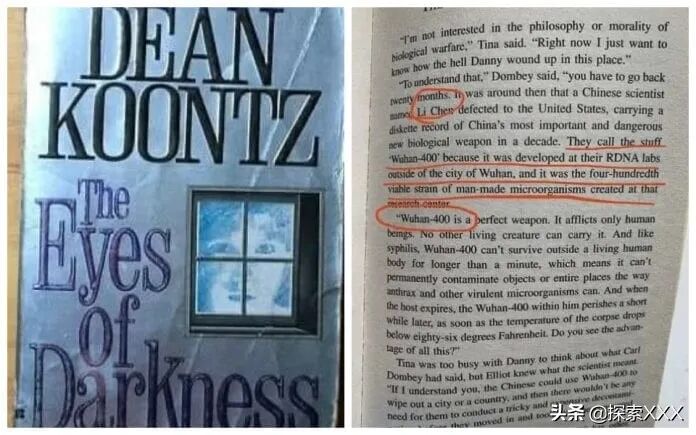 DEAN
KOONTZ
The
Eyes
of
Darkness
"I'm not interested in the philosophy or morality of
biological warfare," Tina said. "Right now I just want to
know how the hell Danny wound up in this place."
"To understand that," Dombey said, "you have to go back
twenty months. It was around then that a Chinese scientist
named Li Chen defected to the United States, carrying a
diskette record of China's most important and dangerous
new biological weapon in a decade. They call the stuff
'Wuhan-400' because it was developed at their RDNA labs
outside of the city of Wuhan, and it was the four-hundredth
viable strain of man-made microorganisms created at that
research center.
"Wuhan-400 is a perfect weapon. It afflicts only human
beings. No other living creature can carry it. And like
syphilis, Wuhan-400 can't survive outside a living human
body for longer than a minute, which means it can't
permanently contaminate objects or entire places the way
anthrax and other virulent microorganisms can. And when
the host expires, the Wuhan-400 within him perishes a short
while later, as soon as the temperature of the corpse drops
below eighty-six degrees Fahrenheit. Do you see the advan-
tage of all this?"
Tina was too busy with Danny to think about what Carl
Dombey had said, but Elliot knew what the scientist meant.
"If I understand you, the Chinese could use Wuhan-400 to
wipe out a city or a country, and then there wouldn't be any
need for them to conduct a tricky and expensive decontami-
they moved in and
头条 @探索XXX